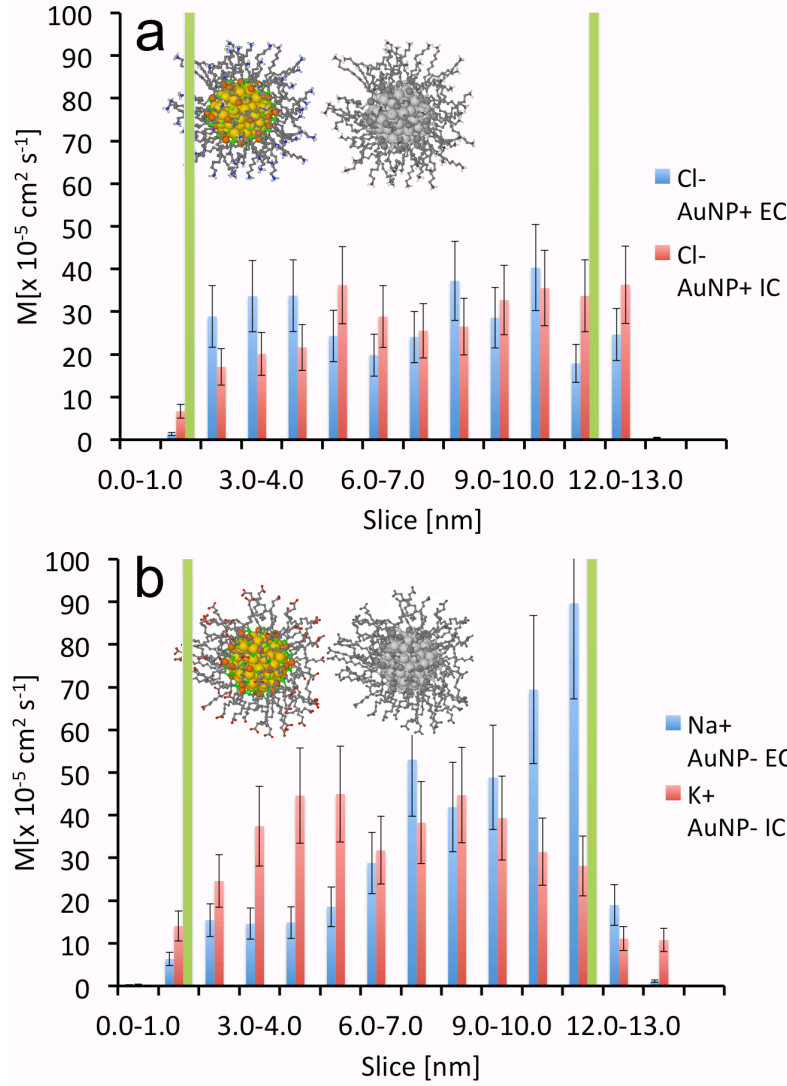 a
100
90
80
70
60
50
40
30
20
10
0
M[x 10-5 cm2 s-1]
Cl-
AuNP+ EC
Cl-
AuNP+ IC
0.0-1.0 3.0-4.0 6.0-7.0 9.0-10.0 12.0-13.0
Slice [nm]
b
100
90
80
70
60
50
40
30
20
10
0
M[x 10-5 cm2 s-1]
Na+
AuNP- EC
K+
AuNP- IC
0.0-1.0 3.0-4.0 6.0-7.0 9.0-10.0 12.0-13.0
Slice [nm]